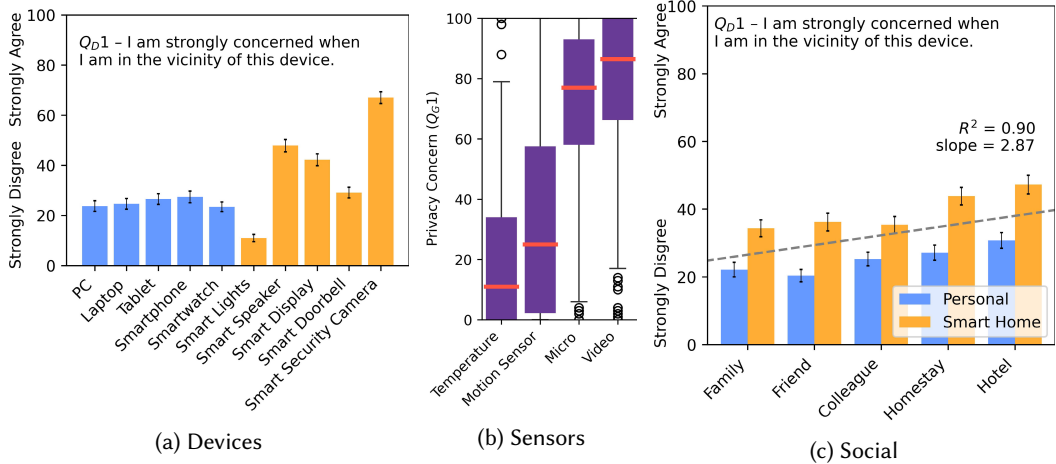 Strongly Disgree   Strongly Agree
100
80
60
40
20
0
Q_D1 – I am strongly concerned when
I am in the vicinity of this device.
PC
Laptop
Tablet
Smartphone
Smartwatch
Smart Lights
Smart Speaker
Smart Display
Smart Doorbell
Smart Security Camera
(a) Devices
Privacy Concern (Q_G1)
100
80
60
40
20
0
Temperature
Motion Sensor
Micro
Video
(b) Sensors
Strongly Disagree   Strongly Agree
100
80
60
40
20
0
Q_D1 – I am strongly concerned when
I am in the vicinity of this device.
R² = 0.90
slope = 2.87
Personal
Smart Home
Family
Friend
Colleague
Homestay
Hotel
(c) Social